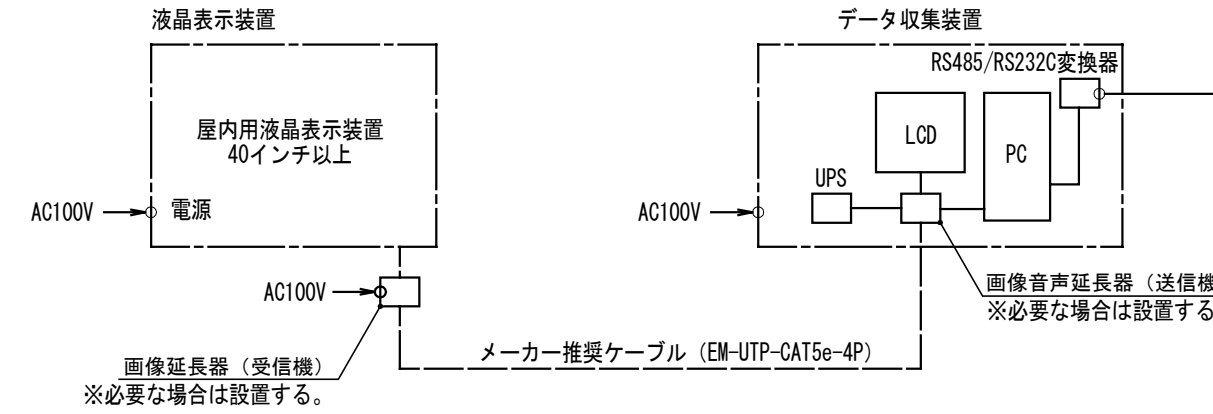 液晶表示装置
屋内用液晶表示装置
40インチ以上
AC100V
電源
AC100V
画像延長器（受信機）
※必要な場合は設置する。
メーカー推奨ケーブル（EM-UTP-CAT5e-4P）
データ収集装置
RS485/RS232C変換器
LCD
PC
UPS
AC100V
画像音声延長器（送信機
※必要な場合は設置する